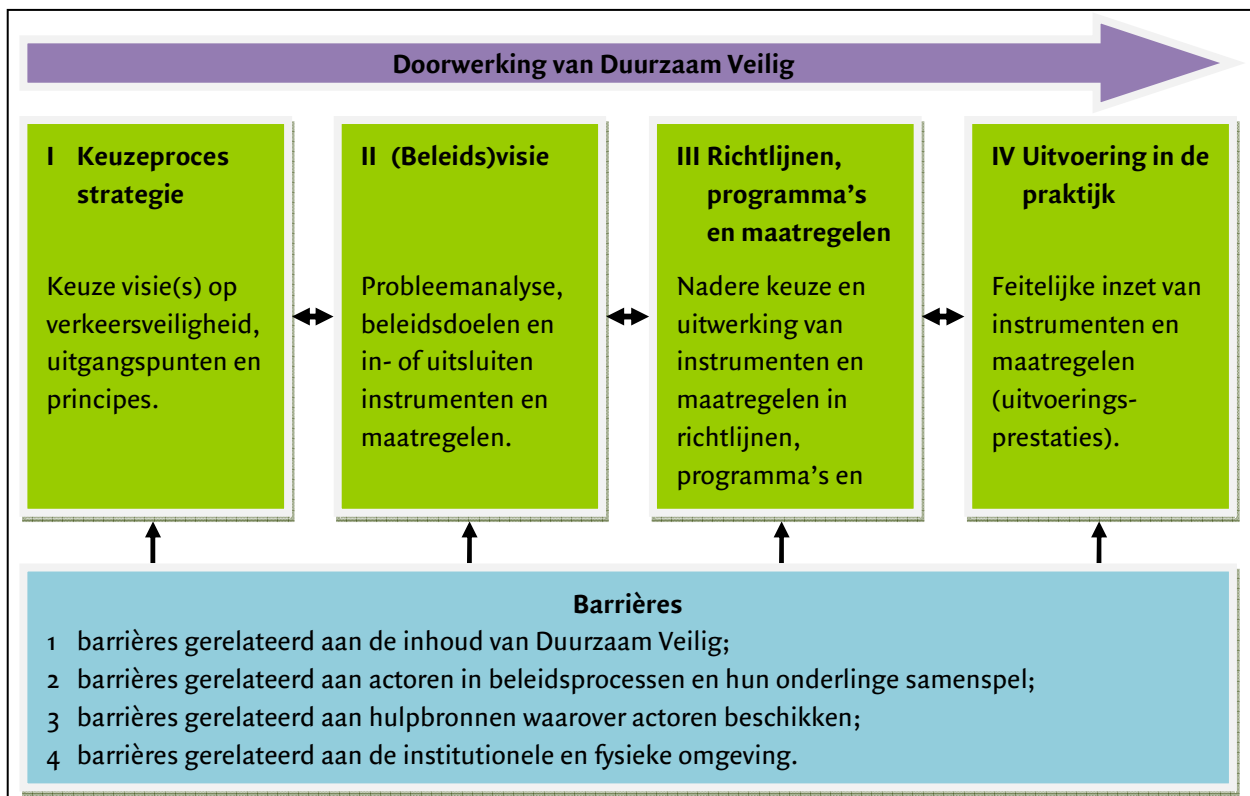 Doorwerking van Duurzaam Veilig
I Keuzeproces
strategie
Keuze visie(s) op
verkeersveiligheid,
uitgangspunten en
principes.
II (Beleids)visie
Probleemanalyse,
beleidsdoelen en
in- of uitsluiten
instrumenten en
maatregelen.
III Richtlijnen,
programma's
en maatregelen
Nadere keuze en
uitwerking van
instrumenten en
maatregelen in
richtlijnen,
programma's en
IV Uitvoering in de
praktijk
Feitelijke inzet van
instrumenten en
maatregelen
(uitvoerings-
prestaties).
Barrières
1 barrières gerelateerd aan de inhoud van Duurzaam Veilig;
2 barrières gerelateerd aan actoren in beleidsprocessen en hun onderlinge samenspel;
3 barrières gerelateerd aan hulpbronnen waarover actoren beschikken;
4 barrières gerelateerd aan de institutionele en fysieke omgeving.